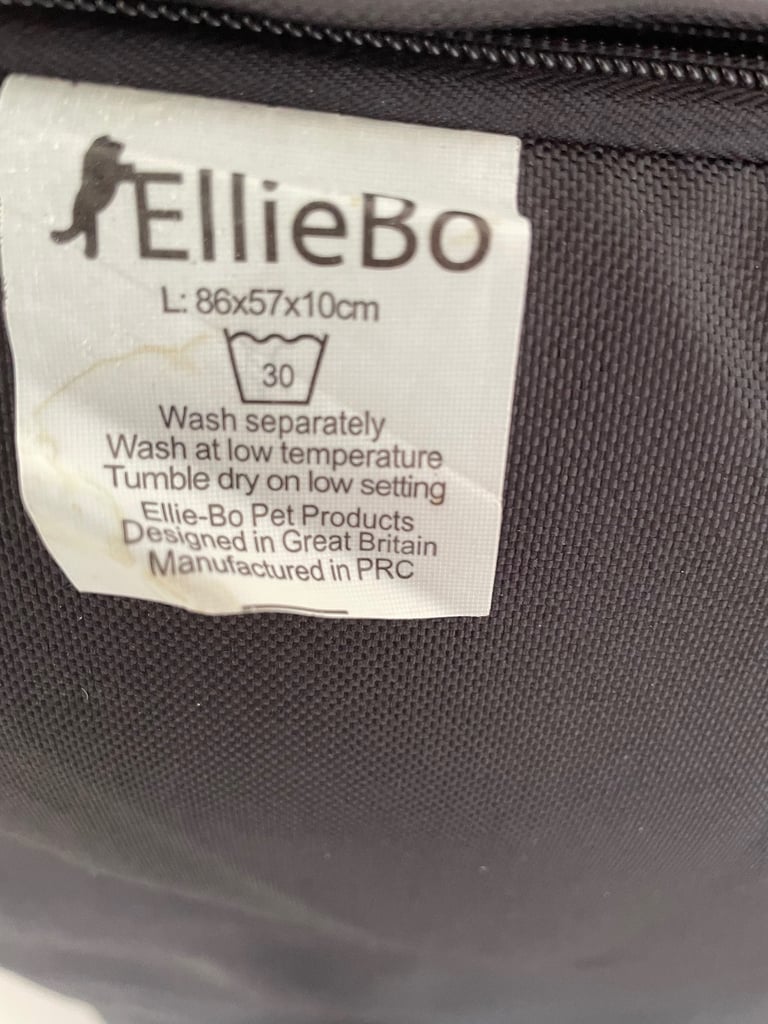 EllieBo
L: 86x57x10cm
30
Wash separately
Wash at low temperature
Tumble dry on low setting
Ellie-Bo Pet Products
Designed in Great Britain
Manufactured in PRC